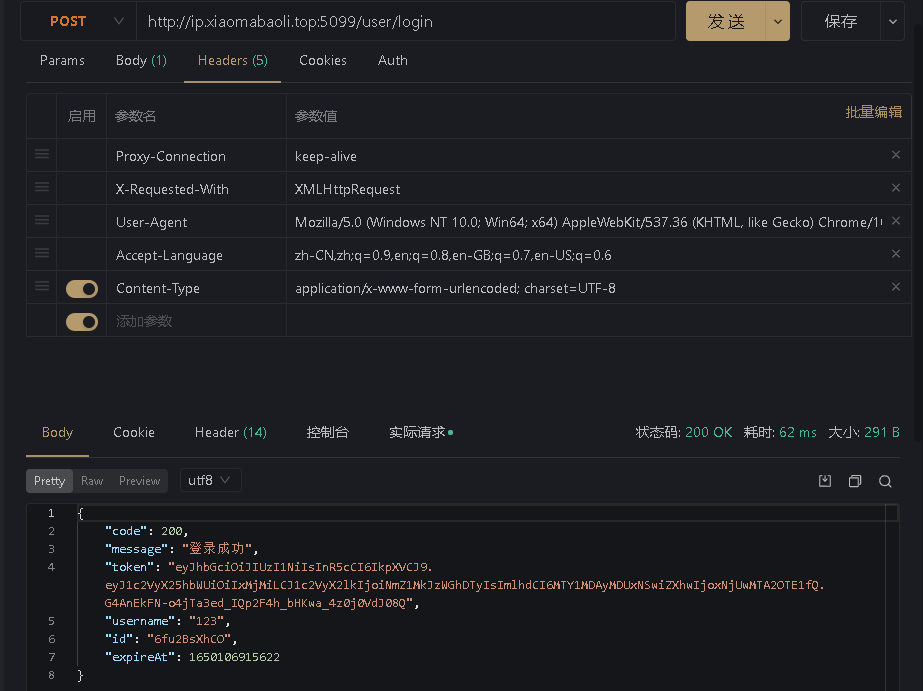 POST http://ip.xiaomabaoli.top:5099/user/login 发送 保存
Params Body (1) Headers (5) Cookies Auth
启用 参数名 参数值 批量编辑
Proxy-Connection keep-alive
X-Requested-With XMLHttpRequest
User-Agent Mozilla/5.0 (Windows NT 10.0; Win64; x64) AppleWebKit/537.36 (KHTML, like Gecko) Chrome/1
Accept-Language zh-CN,zh;q=0.9,en;q=0.8,en-GB;q=0.7,en-US;q=0.6
Content-Type application/x-www-form-urlencoded; charset=UTF-8
添加参数
Body Cookie Header (14) 控制台 实际请求 状态码: 200 OK 耗时: 62 ms 大小: 291 B
Pretty Raw Preview utf8
1 {
2 "code": 200,
3 "message": "登录成功",
4 "token": "eyJhbGciOiJIUzI1NiIsInR5cCI6IkpXVCJ9.
eyJ1c2VyX25hbWUiOiIxMjMiLCJ1c2VyX2lkIjoiNmZ1MkJzWGhDTyIsImlhdCI6MTY1MDAyMDUxNSwiZXhwIjoxNjUwMTA2OTE1fQ.
G4AnEkFN-o4jTa3ed_IQp2F4h_bHKwa_4z0j0VdJ08Q",
5 "username": "123",
6 "id": "6fu2BsXhCO",
7 "expireAt": 1650106915622
8 }